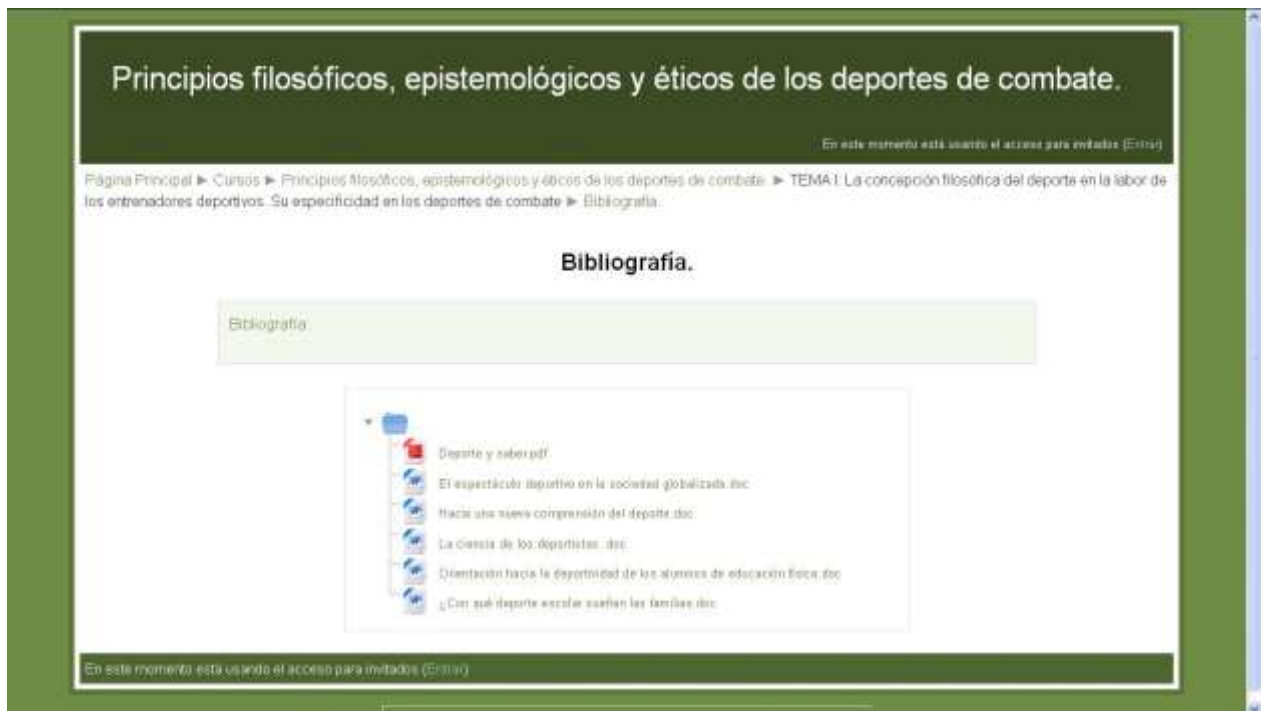 Principios filosóficos, epistemológicos y éticos de los deportes de combate.
En este momento está usando el acceso para invitados (Entrar)
Página Principal ► Cursos ► Principios filosóficos, epistemológicos y éticos de los deportes de combate. ► TEMA I. La concepción filosófica del deporte en la labor de
los entrenadores deportivos. Su especificidad en los deportes de combate ► Bibliografía.
Bibliografía.
Bibliografía.
Deporte y saber.pdf
El espectáculo deportivo en la sociedad globalizada.doc
Hacia una nueva comprensión del deporte.doc
La ciencia de los deportistas .doc
Orientación hacia la deportividad de los alumnos de educación física.doc
¿Con qué deporte escolar sueñan las familias.doc
En este momento está usando el acceso para invitados (Entrar)